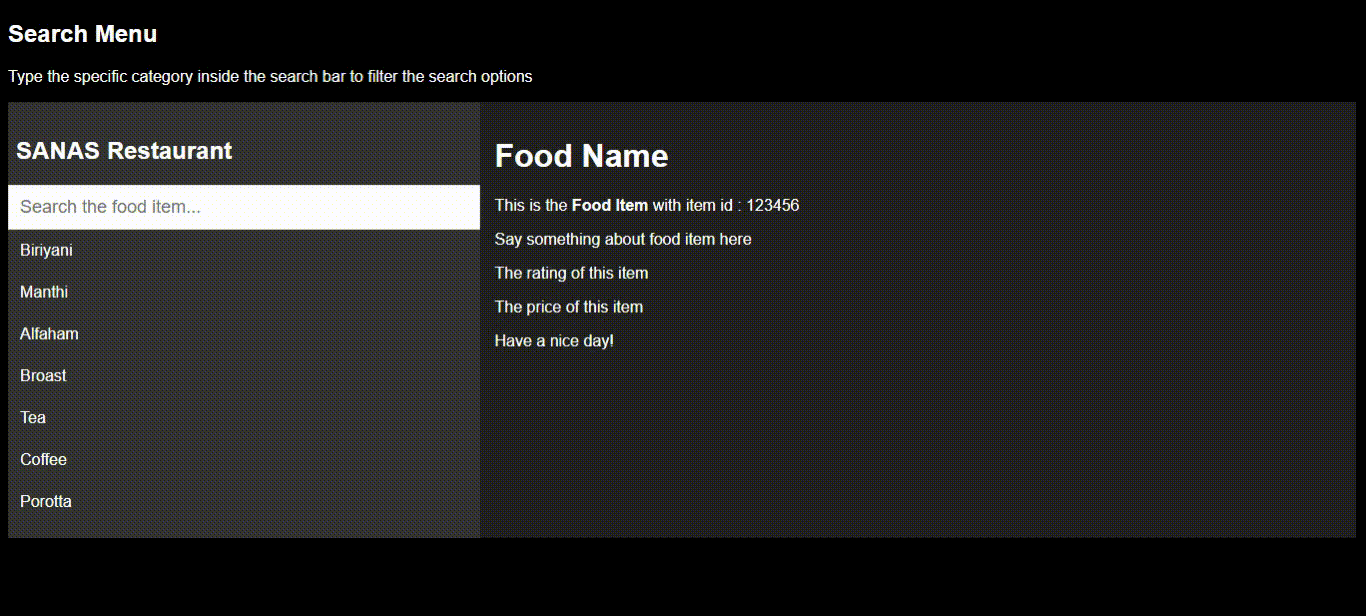 Search Menu
Type the specific category inside the search bar to filter the search options
SANAS Restaurant
Search the food item...
Biriyani
Manthi
Alfaham
Broast
Tea
Coffee
Porotta
Food Name
This is the Food Item with item id : 123456
Say something about food item here
The rating of this item
The price of this item
Have a nice day!